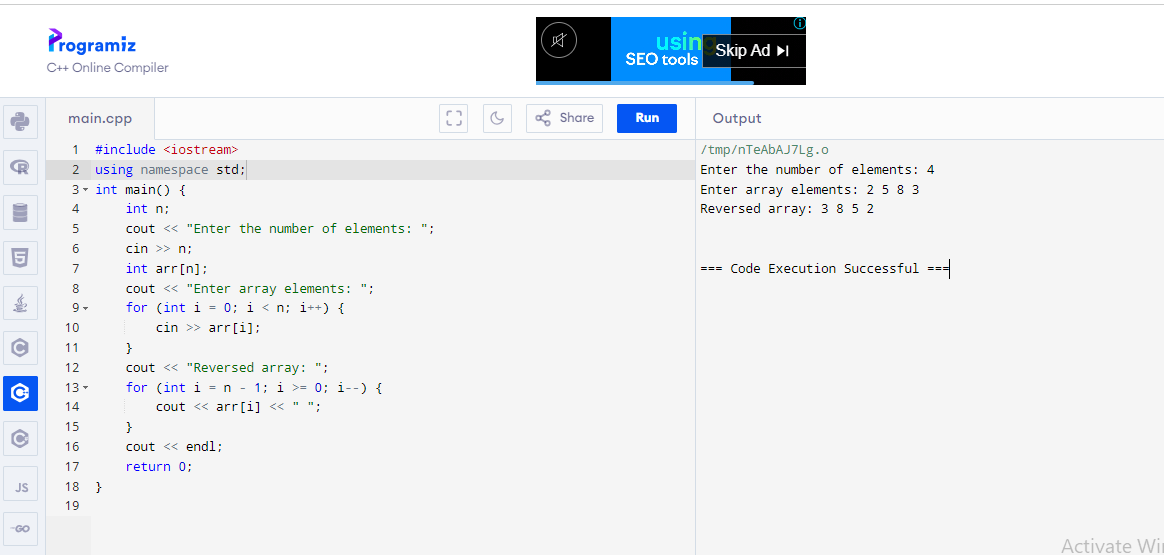 Programiz
C++ Online Compiler
using
SEO tools
Skip Ad
main.cpp
Share
Run
Output
1 #include <iostream>
2 using namespace std;
3 int main() {
4 int n;
5 cout << "Enter the number of elements: ";
6 cin >> n;
7 int arr[n];
8 cout << "Enter array elements: ";
9 for (int i = 0; i < n; i++) {
10 cin >> arr[i];
11 }
12 cout << "Reversed array: ";
13 for (int i = n - 1; i >= 0; i--) {
14 cout << arr[i] << " ";
15 }
16 cout << endl;
17 return 0;
18 }
19
/tmp/nTeAbAJ7Lg.o
Enter the number of elements: 4
Enter array elements: 2 5 8 3
Reversed array: 3 8 5 2
=== Code Execution Successful ===
R
5
C
C
C
JS
GO
Activate Wi